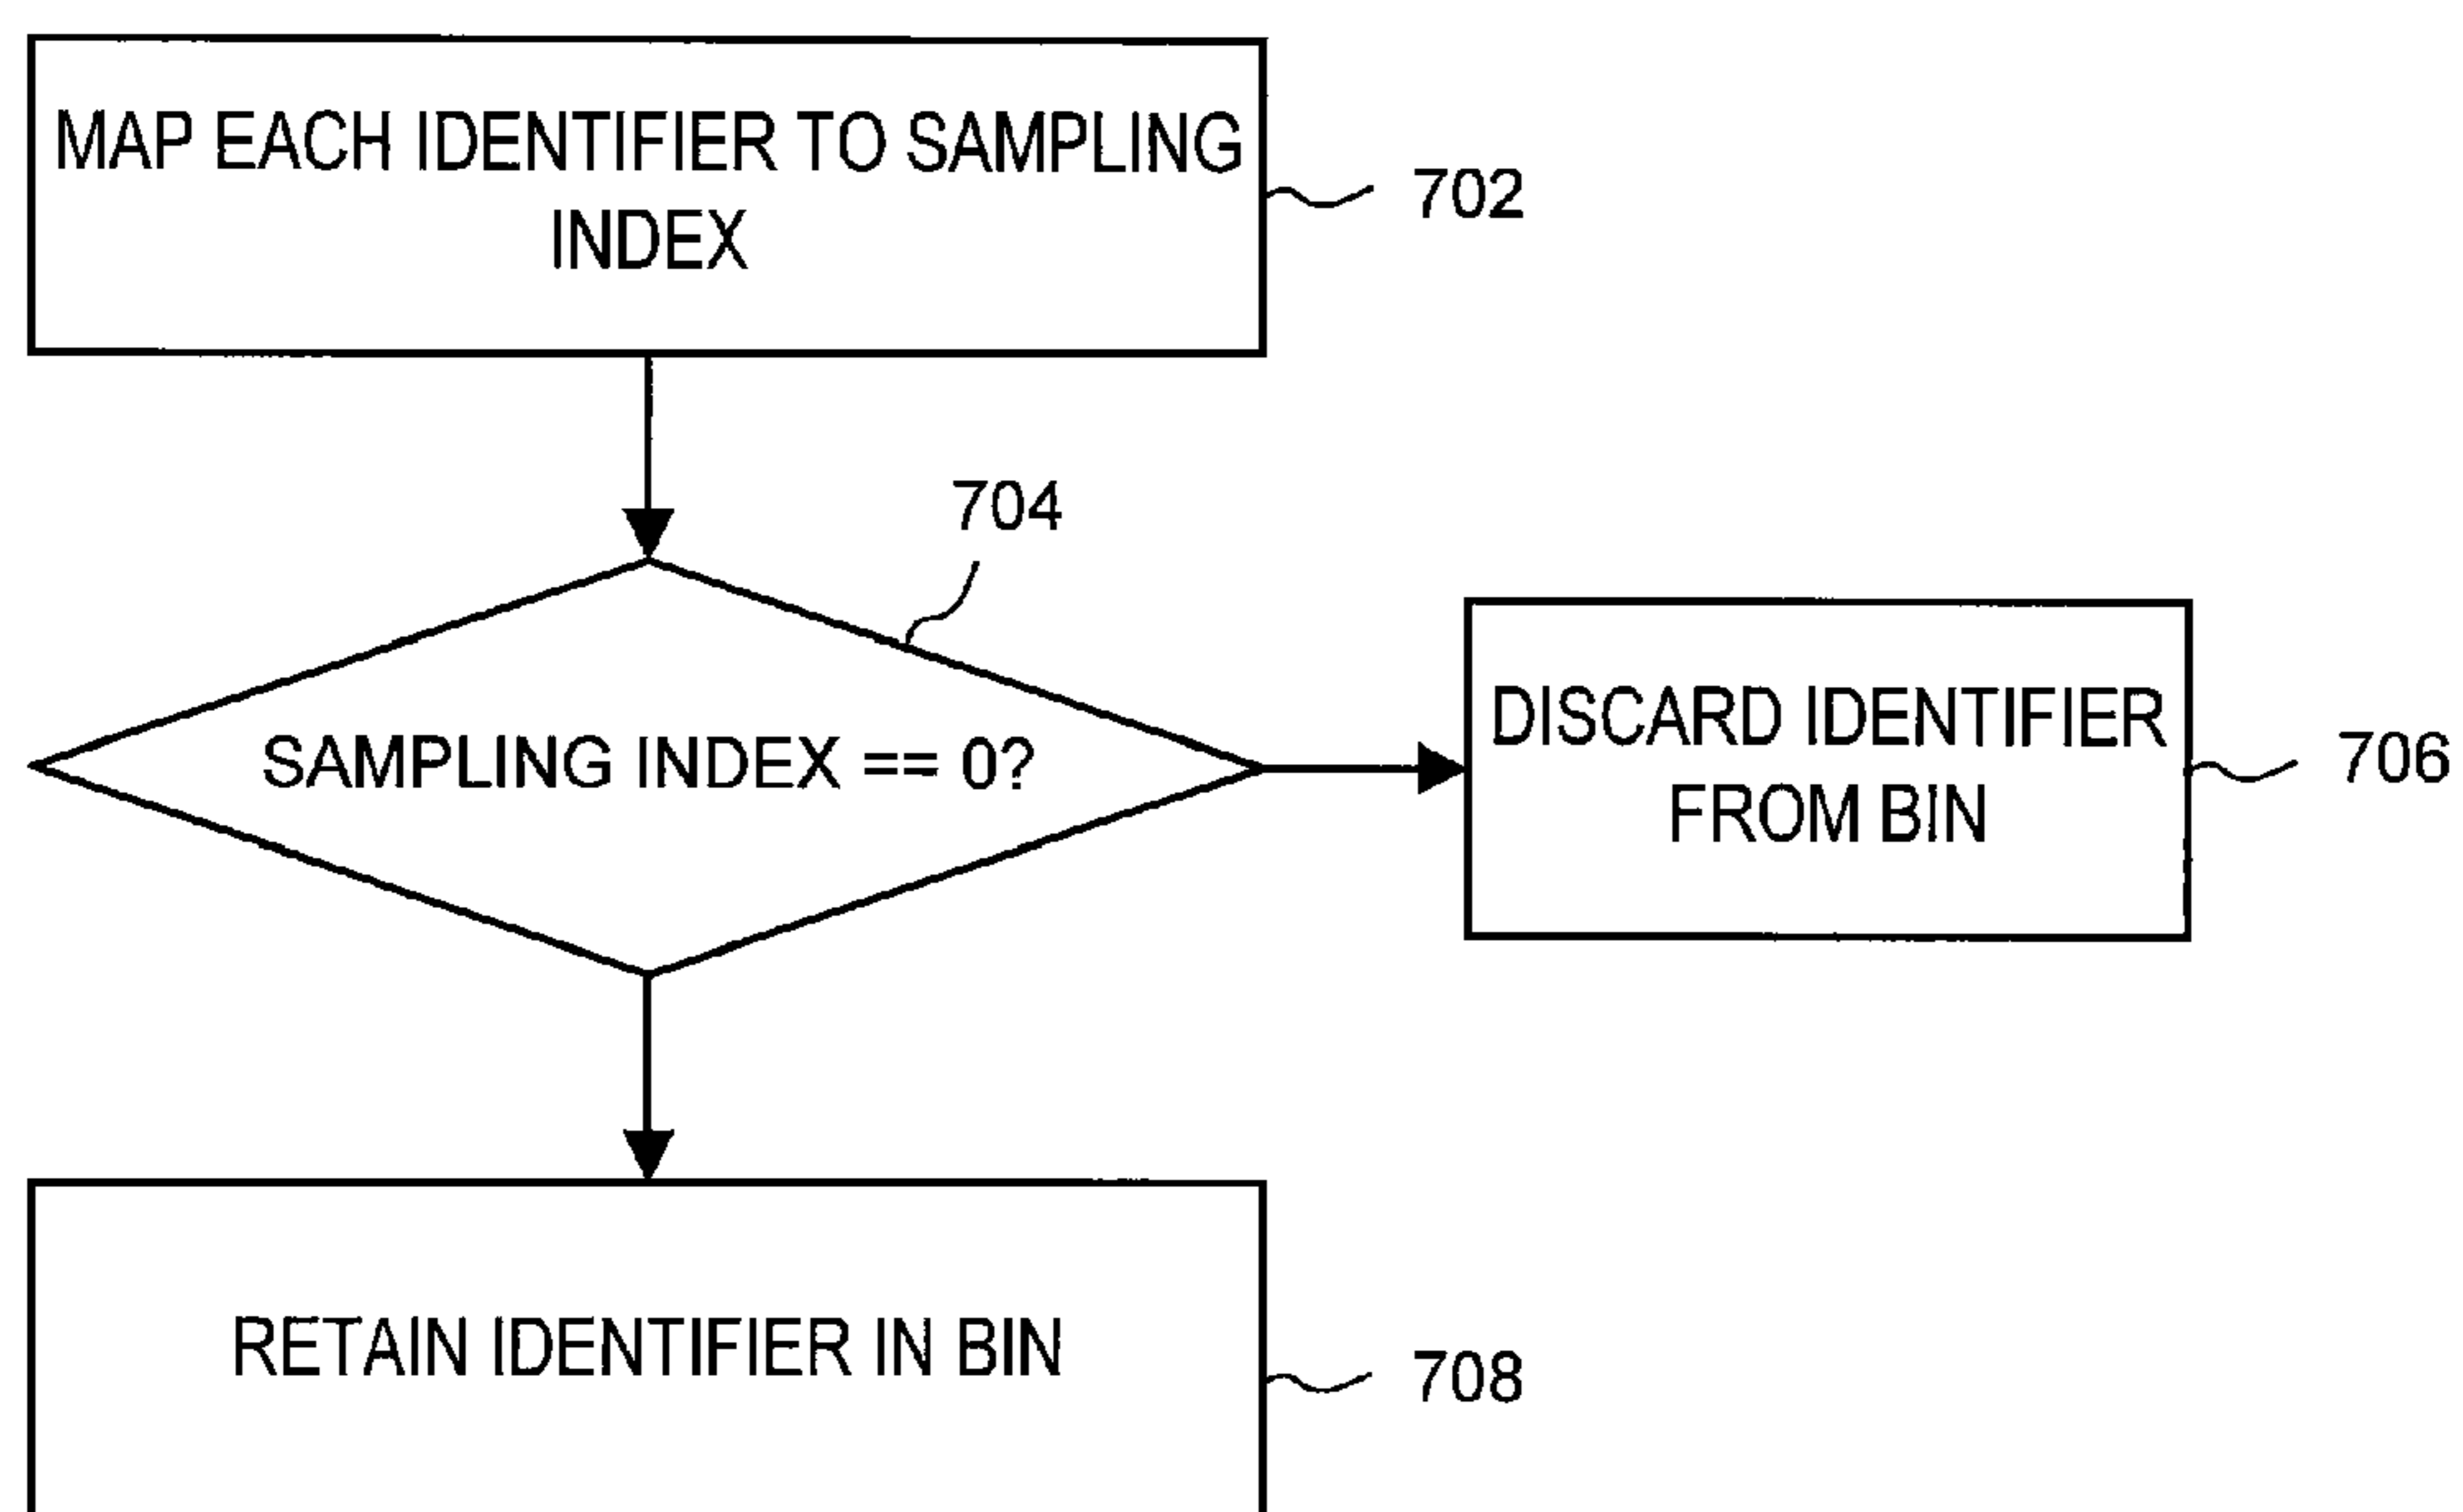 MAP EACH IDENTIFIER TO SAMPLING
INDEX
702
704
SAMPLING INDEX == 0?
DISCARD IDENTIFIER
FROM BIN
706
RETAIN IDENTIFIER IN BIN
708